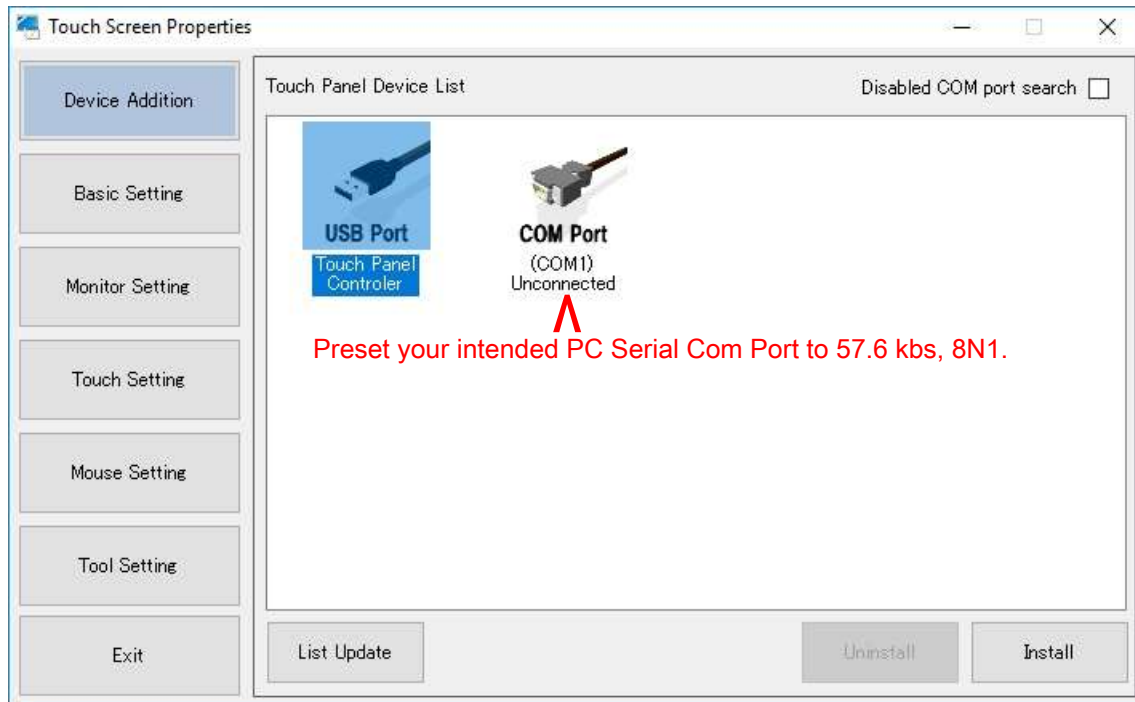 Touch Screen Properties
Device Addition
Basic Setting
Monitor Setting
Touch Setting
Mouse Setting
Tool Setting
Exit
Touch Panel Device List
Disabled COM port search
USB Port
Touch Panel
Controler
COM Port
(COM1)
Unconnected
Preset your intended PC Serial Com Port to 57.6 kbs, 8N1.
List Update
Uninstall
Install